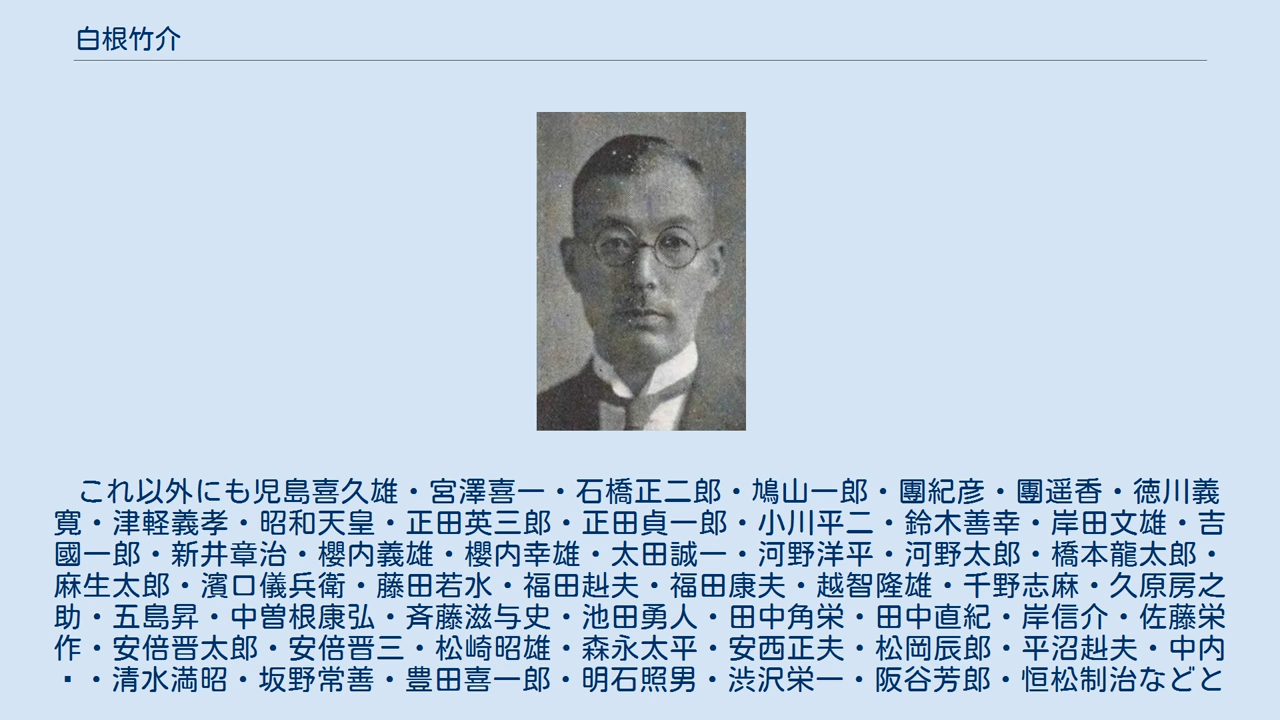 白根竹介
これ以外にも児島喜久雄・宮澤喜一・石橋正二郎・鳩山一郎・團紀彦・團遥香・徳川義
寛・津軽義孝・昭和天皇・正田英三郎・正田貞一郎・小川平二・鈴木善幸・岸田文雄・吉
國一郎・新井章治・櫻内義雄・櫻内幸雄・太田誠一・河野洋平・河野太郎・橋本龍太郎・
麻生太郎・濱口儀兵衛・藤田若水・福田赳夫・福田康夫・越智隆雄・千野志麻・久原房之
助・五島昇・中曽根康弘・斉藤滋与史・池田勇人・田中角栄・田中直紀・岸信介・佐藤栄
作・安倍晋太郎・安倍晋三・松崎昭雄・森永太平・安西正夫・松岡辰郎・平沼赳夫・中内
・・清水満昭・坂野常善・豊田喜一郎・明石照男・渋沢栄一・阪谷芳郎・恒松制治などと